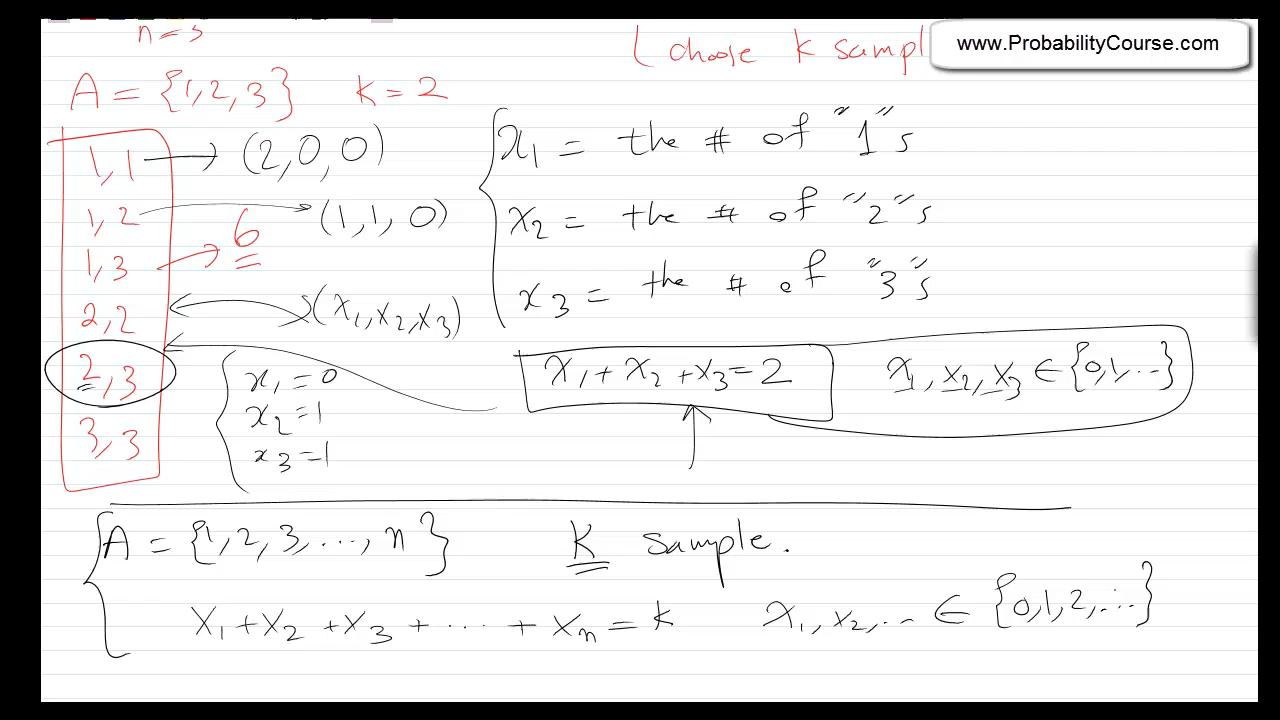 n=3
(choose k sampl
www.ProbabilityCourse.com
A = {1,2,3} k=2
1,1 → (2,0,0)
1,2 → (1,1,0)
1,3 → 6
2,2 ← (x₁,x₂,x₃)
2,3
3,3
x₁ = the # of "1"s
x₂ = the # of "2"s
x₃ = the # of "3"s
x₁=0
x₂=1
x₃=1
x₁+x₂+x₃=2 x₁,x₂,x₃ ∈ {0,1,...}
A = {1,2,3,...,n} K sample.
x₁+x₂+x₃+...+xₙ=k x₁,x₂,... ∈ {0,1,2,...}